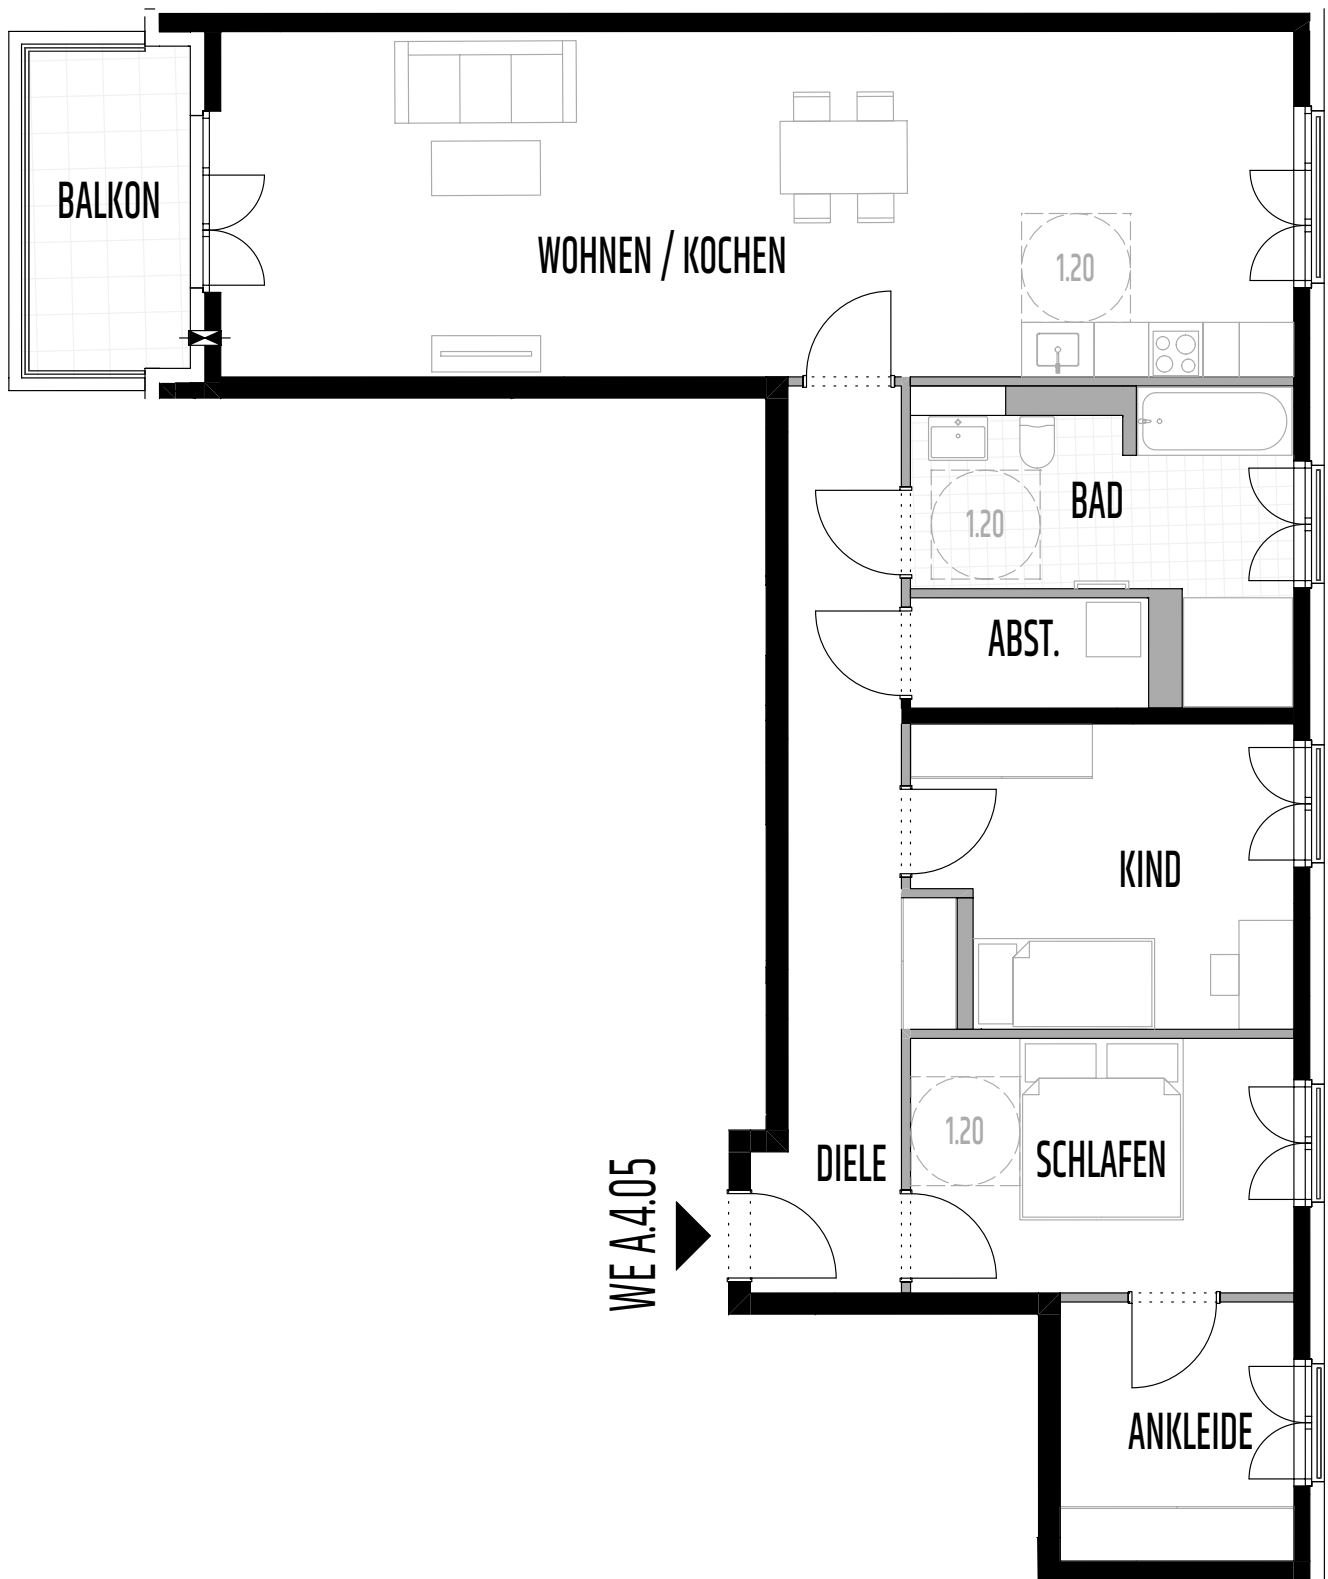 BALKON
WOHNEN / KOCHEN
1.20
BAD
1.20
ABST.
KIND
1.20
SCHLAFEN
DIELE
WE A.4.05
ANKLEIDE